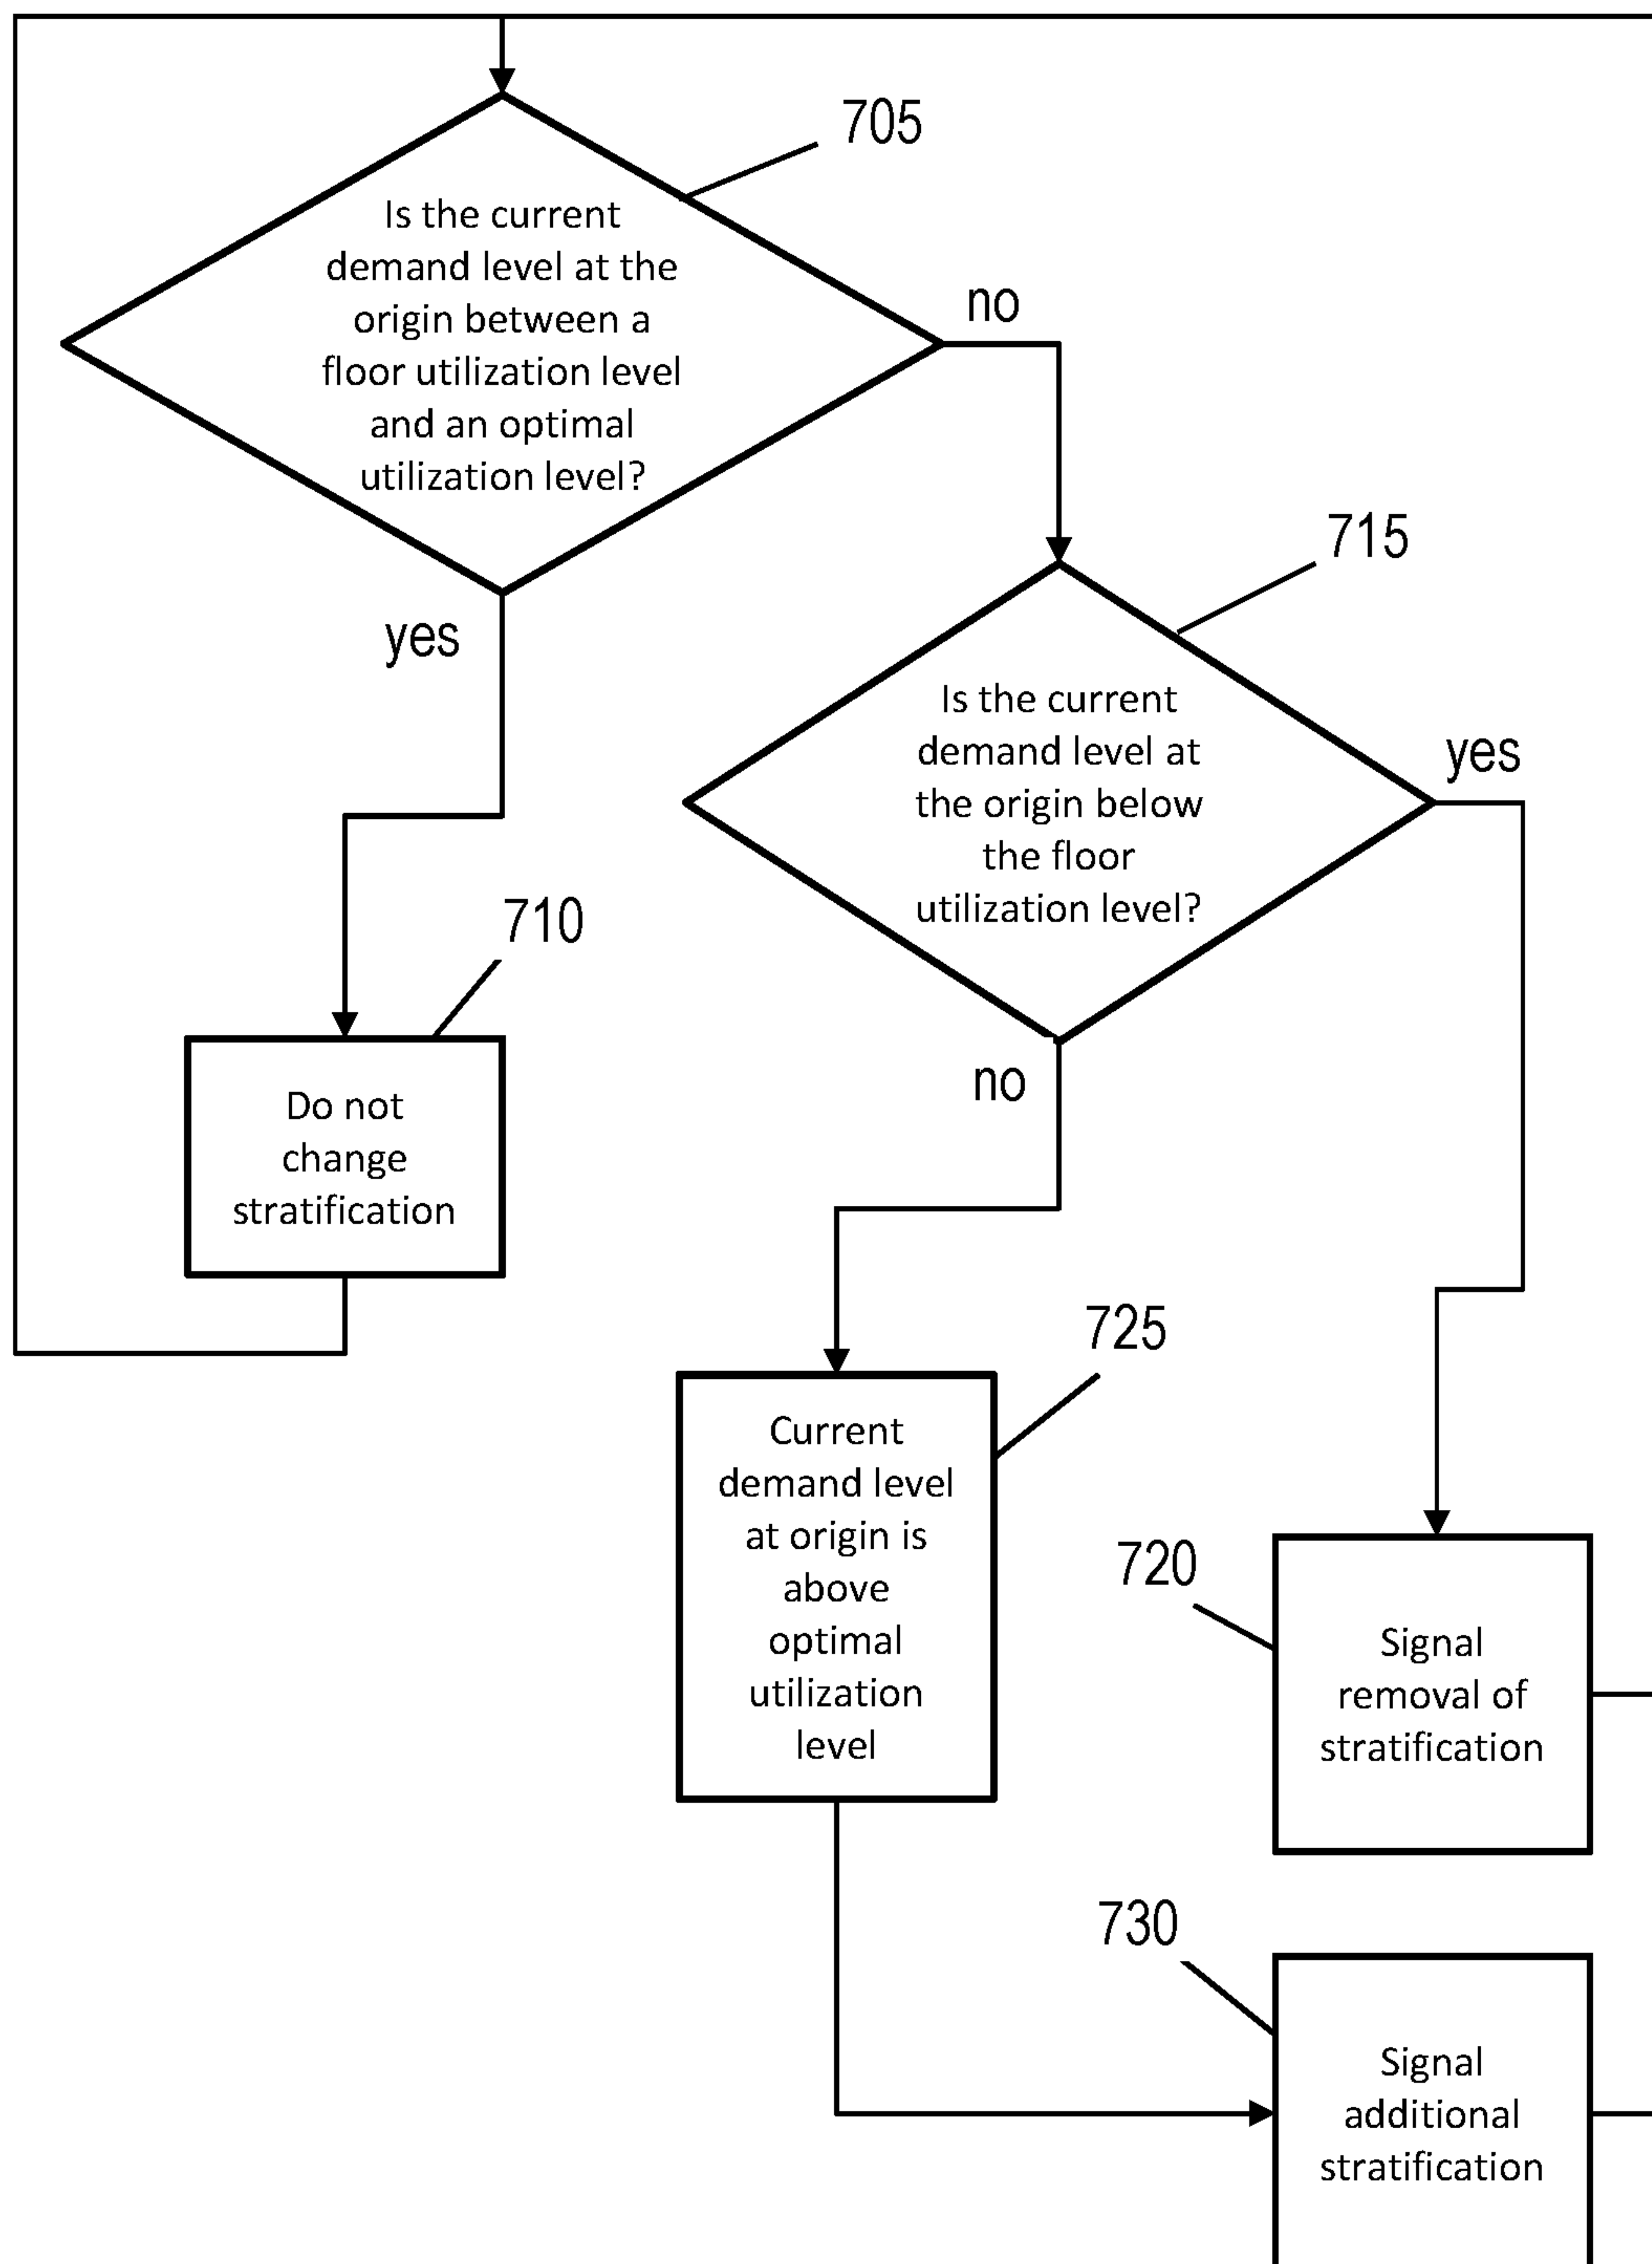 705
Is the current
demand level at the
origin between a
floor utilization level
and an optimal
utilization level?
no
yes
715
Is the current
demand level at
the origin below
the floor
utilization level?
yes
no
710
Do not
change
stratification
725
Current
demand level
at origin is
above
optimal
utilization
level
720
Signal
removal of
stratification
730
Signal
additional
stratification